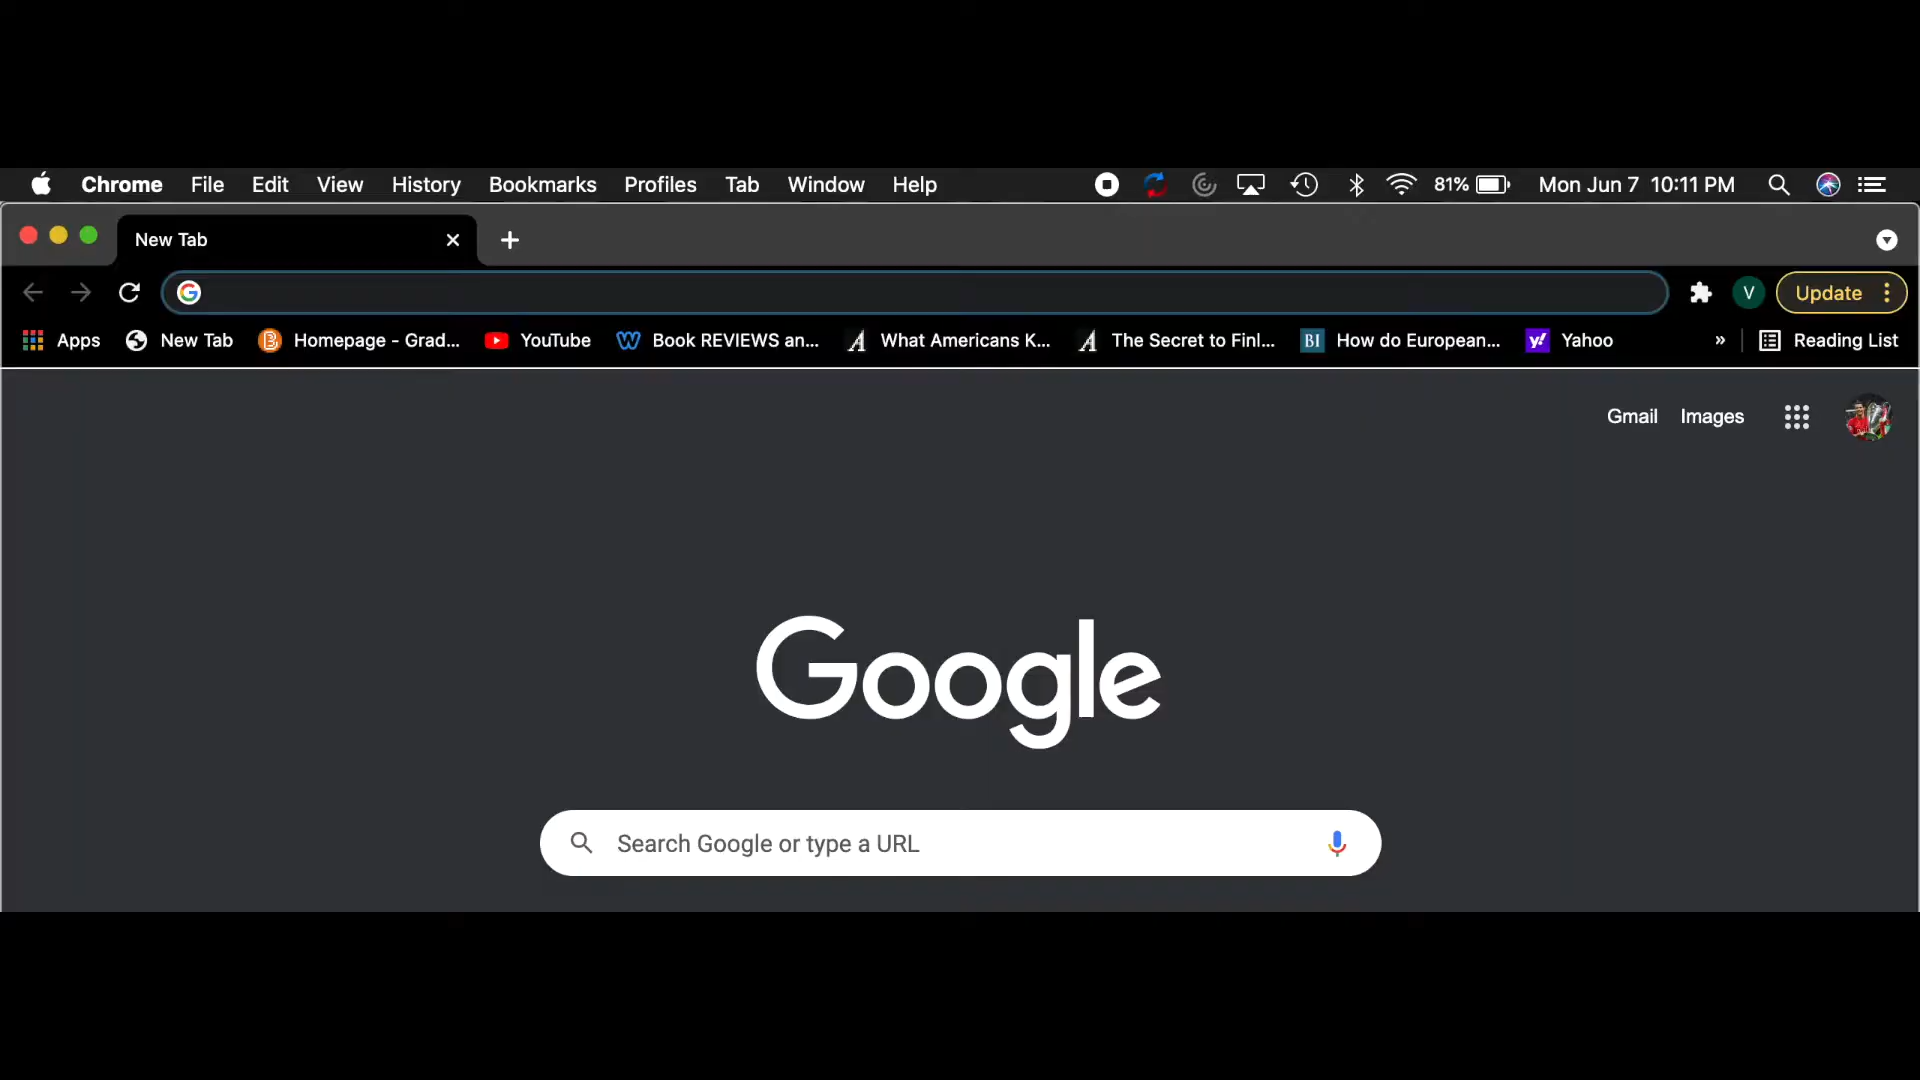 Chrome File Edit View History Bookmarks Profiles Tab Window Help 81% Mon Jun 7 10:11 PM
New Tab
V Update
Apps New Tab Homepage - Grad... YouTube Book REVIEWS an... What Americans K... The Secret to Finl... BI How do European... y! Yahoo » Reading List
Gmail Images
Google
Search Google or type a URL